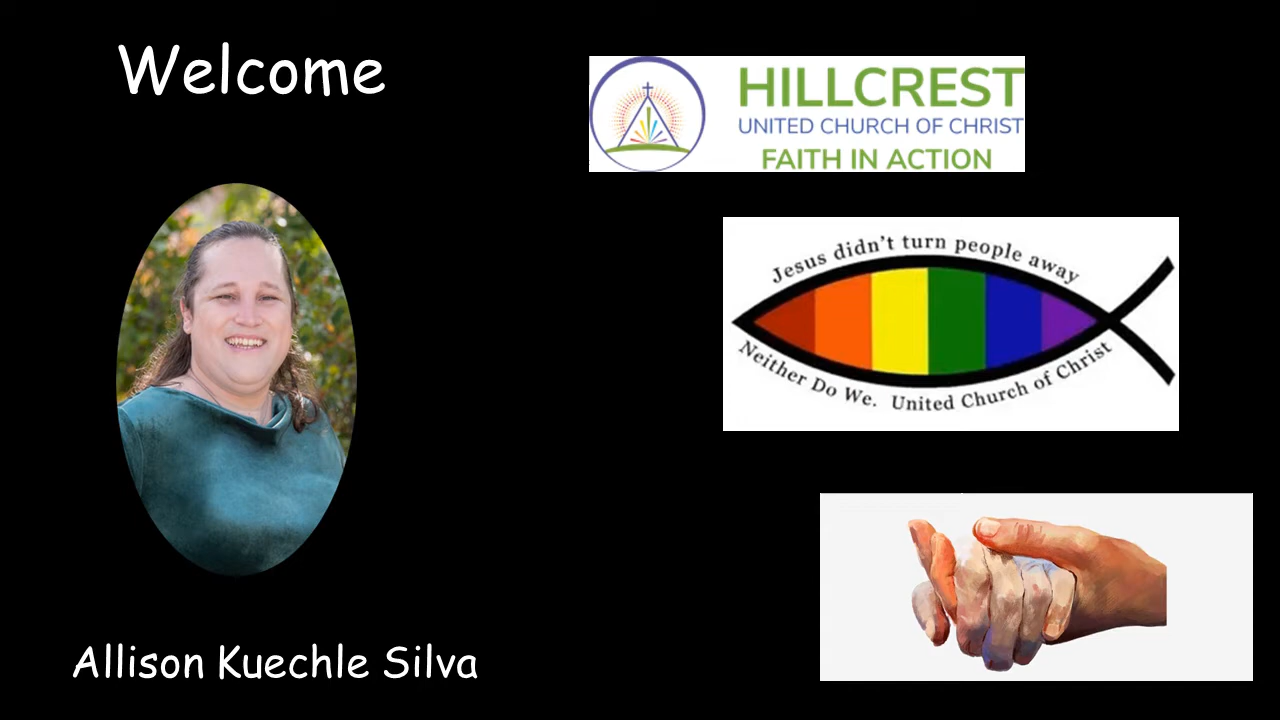 Welcome
HILLCREST
UNITED CHURCH OF CHRIST
FAITH IN ACTION
Jesus didn't turn people away
Neither Do We. United Church of Christ
Allison Kuechle Silva